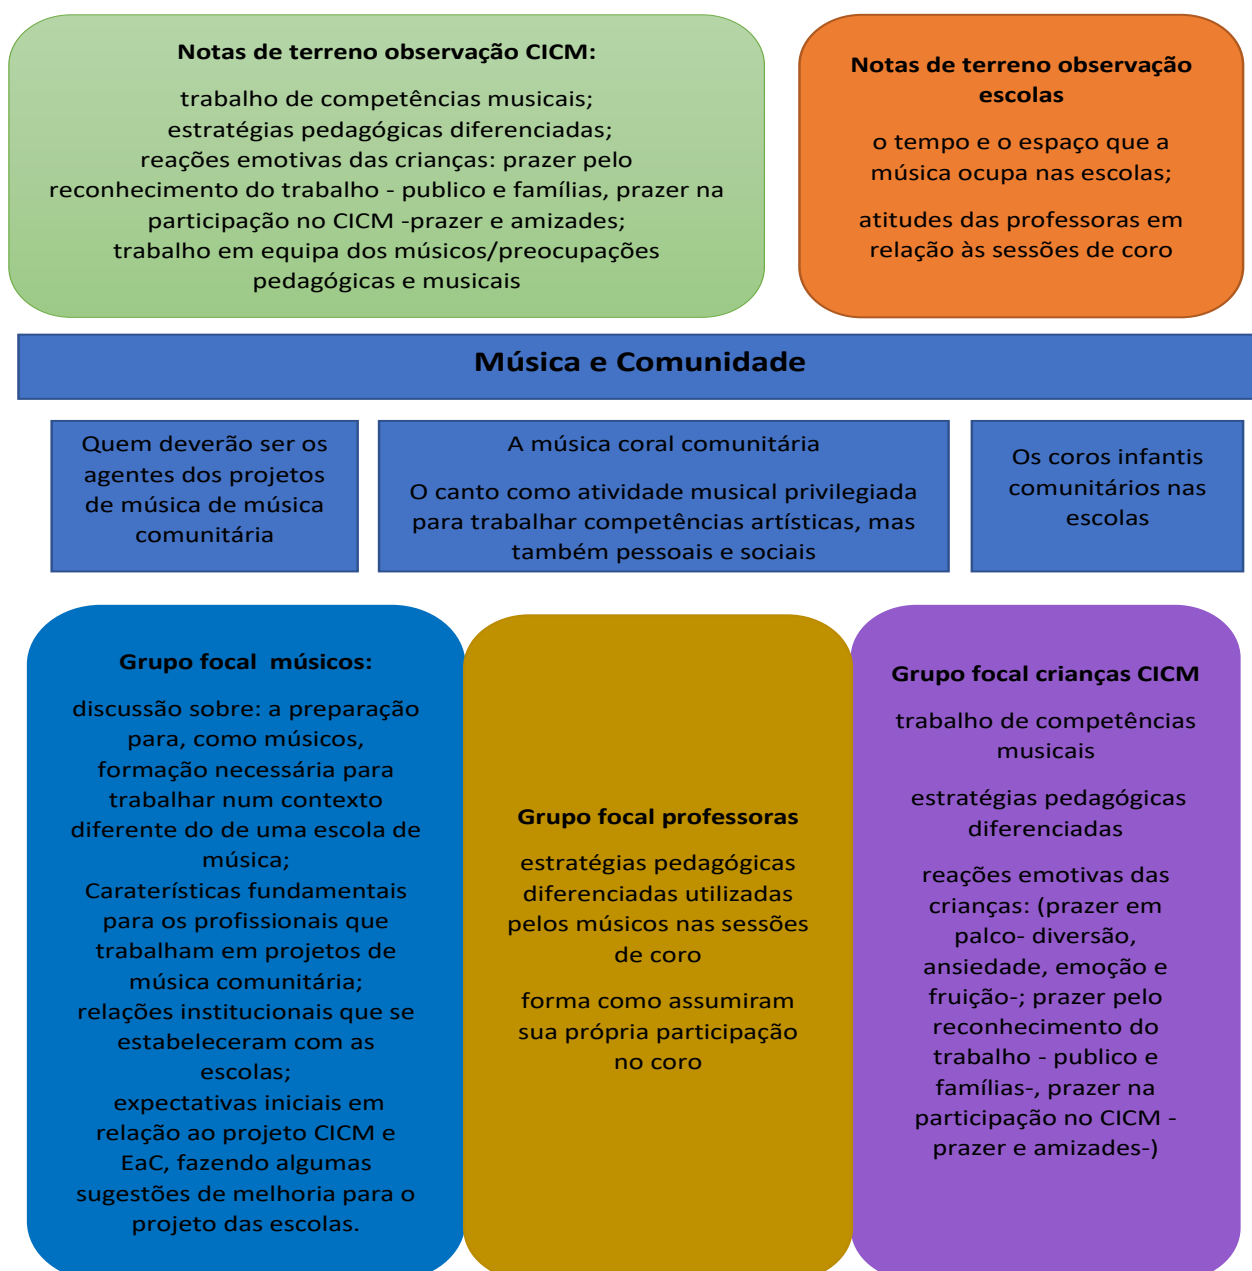 Notas de terreno observação CICM:
trabalho de competências musicais;
estratégias pedagógicas diferenciadas;
reações emotivas das crianças: prazer pelo
reconhecimento do trabalho - publico e famílias, prazer na
participação no CICM -prazer e amizades;
trabalho em equipa dos músicos/preocupações
pedagógicas e musicais
Notas de terreno observação
escolas
o tempo e o espaço que a
música ocupa nas escolas;
atitudes das professoras em
relação às sessões de coro
Música e Comunidade
Quem deverão ser os
agentes dos projetos
de música de música
comunitária
A música coral comunitária
O canto como atividade musical privilegiada
para trabalhar competências artísticas, mas
também pessoais e sociais
Os coros infantis
comunitários nas
escolas
Grupo focal  músicos:
discussão sobre: a preparação
para, como músicos,
formação necessária para
trabalhar num contexto
diferente do de uma escola de
música;
Caraterísticas fundamentais
para os profissionais que
trabalham em projetos de
música comunitária;
relações institucionais que se
estabeleceram com as
escolas;
expectativas iniciais em
relação ao projeto CICM e
EaC, fazendo algumas
sugestões de melhoria para o
projeto das escolas.
Grupo focal professoras
estratégias pedagógicas
diferenciadas utilizadas
pelos músicos nas sessões
de coro
forma como assumiram
sua própria participação
no coro
Grupo focal crianças CICM
trabalho de competências
musicais
estratégias pedagógicas
diferenciadas
reações emotivas das
crianças: (prazer em
palco- diversão,
ansiedade, emoção e
fruição-; prazer pelo
reconhecimento do
trabalho - publico e
famílias-, prazer na
participação no CICM -
prazer e amizades-)